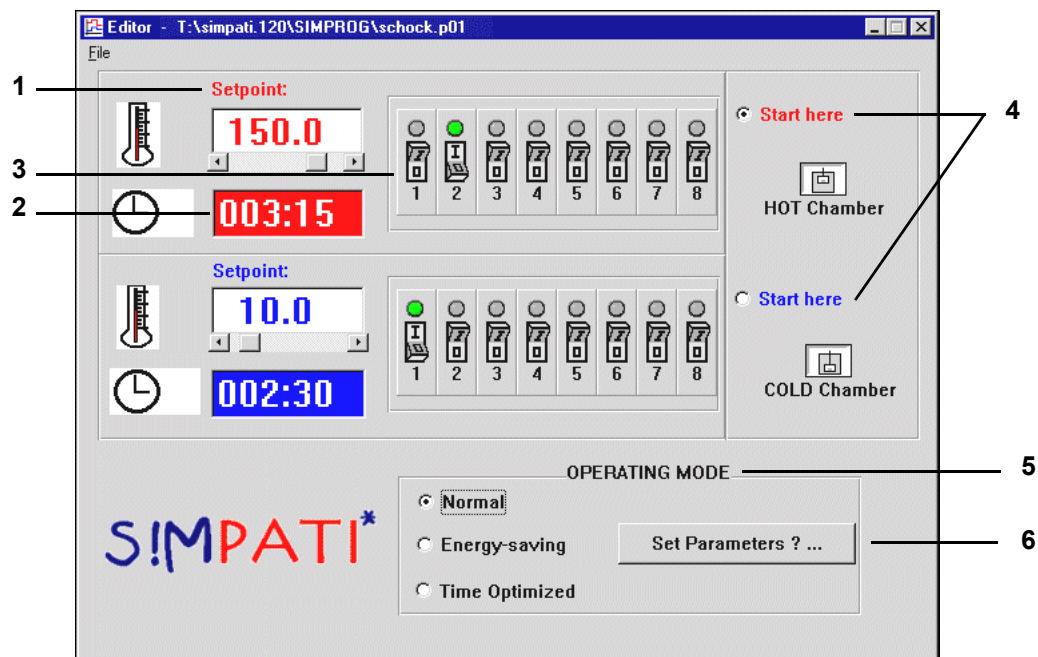 Editor - T:\simpati.120\SIMPROG\schock.p01
File
1
Setpoint:
150.0
3
1 2 3 4 5 6 7 8
2
003:15
Start here
4
HOT Chamber
Setpoint:
10.0
1 2 3 4 5 6 7 8
002:30
Start here
COLD Chamber
OPERATING MODE
5
Normal
Energy-saving
Set Parameters ? ...
6
Time Optimized
S!MPATI*